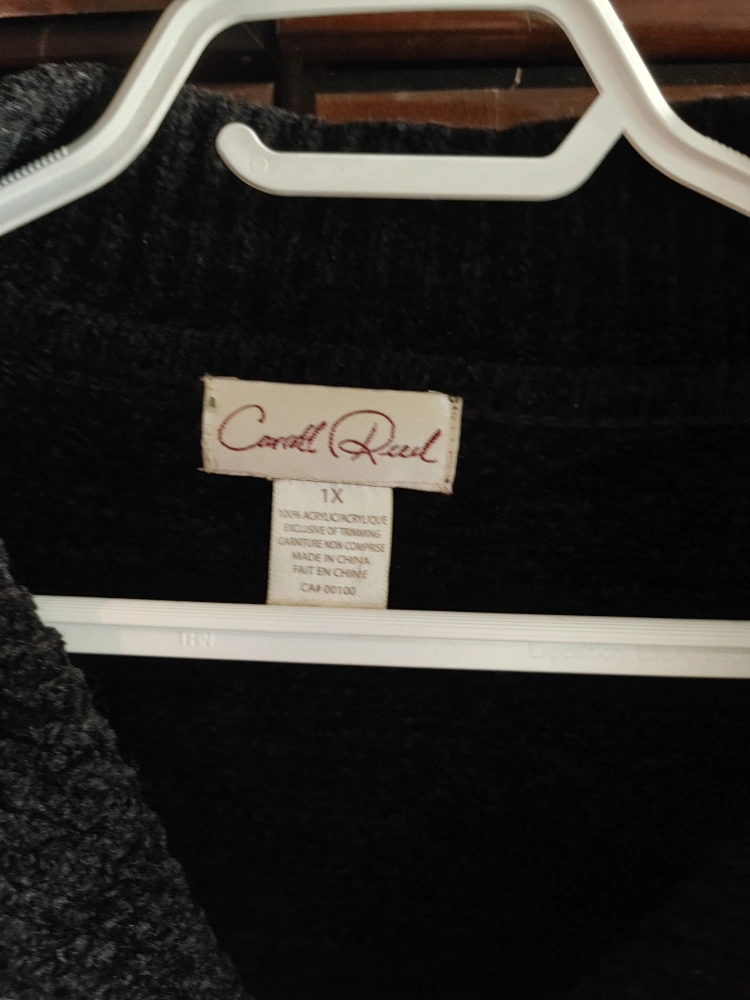 Carroll Reed
1X
100% ACRYLIC/ACRYLIQUE
EXCLUSIVE OF TRIMMING
GARNITURE NON COMPRISE
MADE IN CHINA
FAIT EN CHINE
CA# 00100